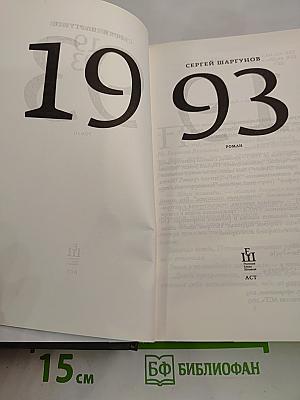 19
СЕРГЕЙ ШАРГУНОВ
93
РОМАН
АСТ
15 см
БФ БИБЛИОФАН